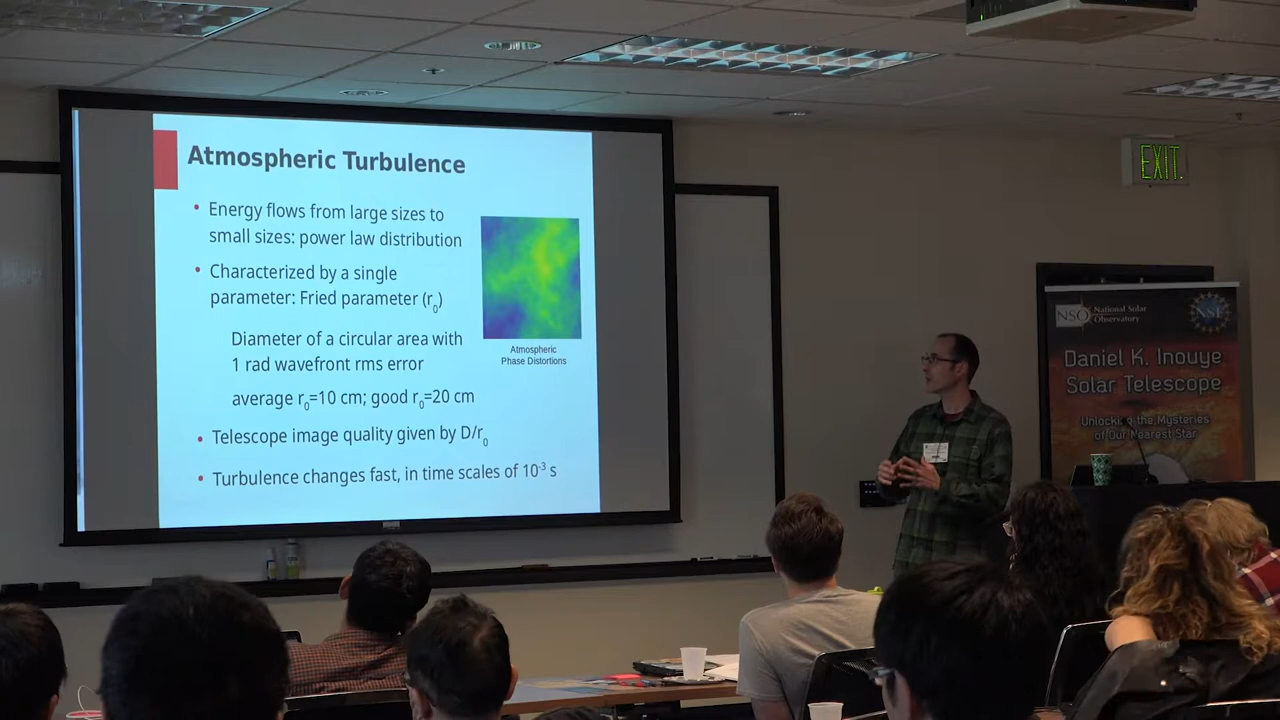 Atmospheric Turbulence
• Energy flows from large sizes to
small sizes: power law distribution
• Characterized by a single
parameter: Fried parameter (r₀)
Diameter of a circular area with
1 rad wavefront rms error
average r₀=10 cm; good r₀=20 cm
• Telescope image quality given by D/r₀
• Turbulence changes fast, in time scales of 10⁻³ s
Atmospheric
Phase Distortions
EXIT
NSO National Solar
Observatory
NSF
Daniel K. Inouye
Solar Telescope
Unlocking the Mysteries
of Our Nearest Star